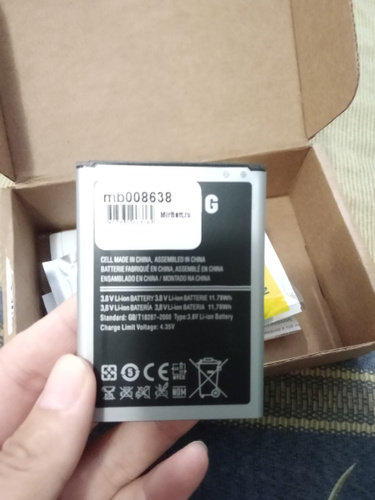 mb008638
MirBatt.ru
G
CELL MADE IN CHINA, ASSEMBLED IN CHINA
BATTERIE FABRIQUÉ EN CHINA, ASSEMBLÉ EN CHINA
ENSAMBLADO EN CHINA / MONTADO NA CHINA
3.8 V Li-ion BATTERY 3,8 V Li-ion BATTERIE 11.78Wh
3,8 V Li-ion BATERÍA 3,8 V Li-ion BATERIA 11.78Wh
Standard: GB/T18287-2000 Type:3.8V Li-ion Battery
Charge Limit Voltage: 4.35V